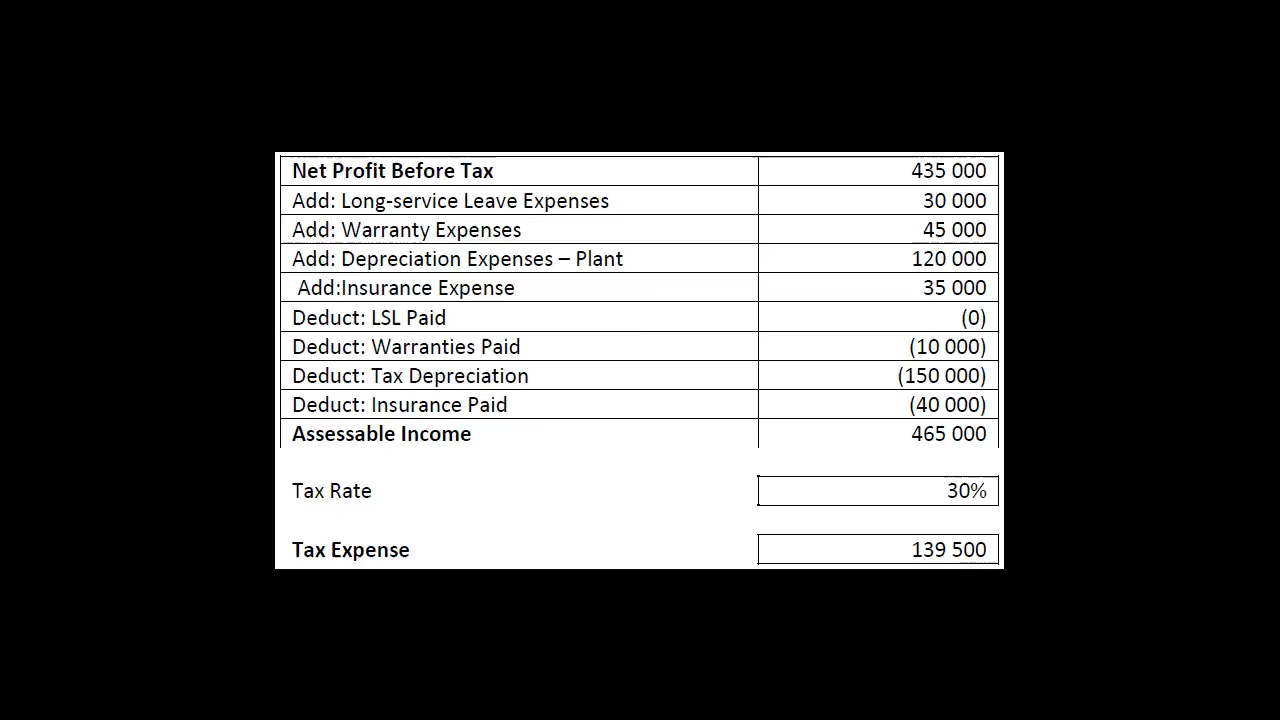 Net Profit Before Tax 435 000
Add: Long-service Leave Expenses 30 000
Add: Warranty Expenses 45 000
Add: Depreciation Expenses – Plant 120 000
Add:Insurance Expense 35 000
Deduct: LSL Paid (0)
Deduct: Warranties Paid (10 000)
Deduct: Tax Depreciation (150 000)
Deduct: Insurance Paid (40 000)
Assessable Income 465 000
Tax Rate 30%
Tax Expense 139 500